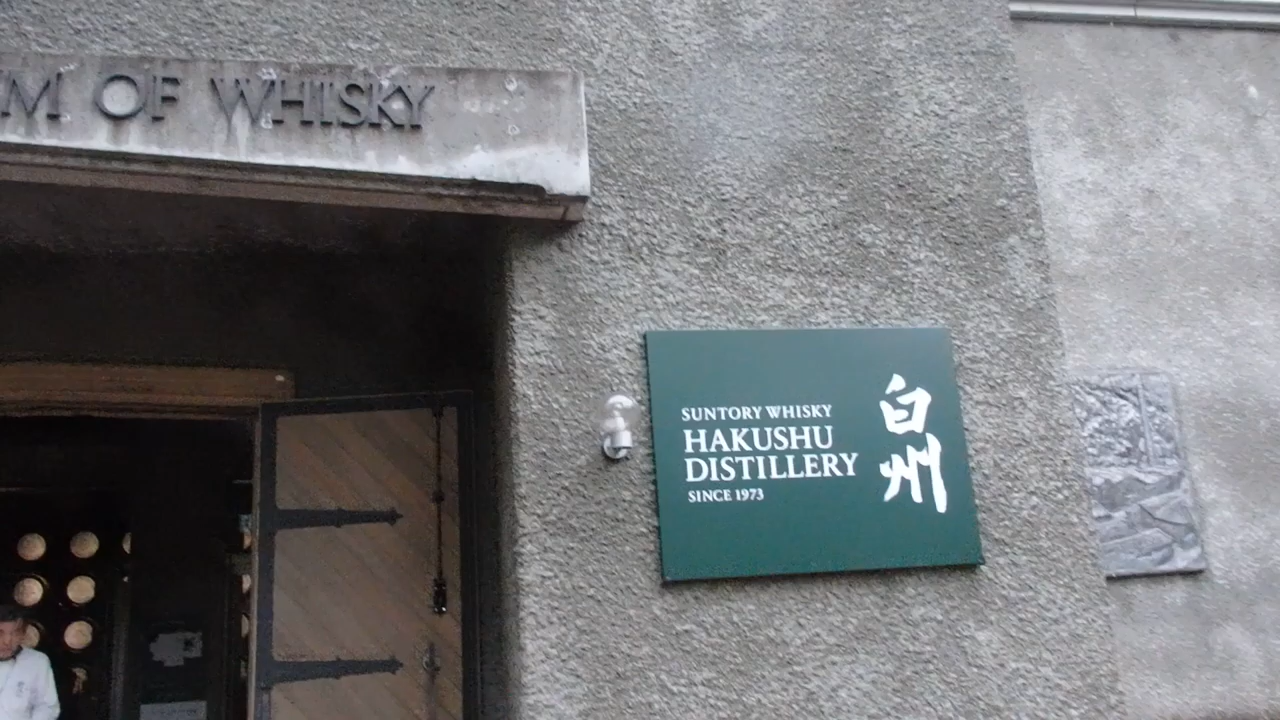 OF WHISKY
SUNTORY WHISKY
HAKUSHU
DISTILLERY
SINCE 1973
白州